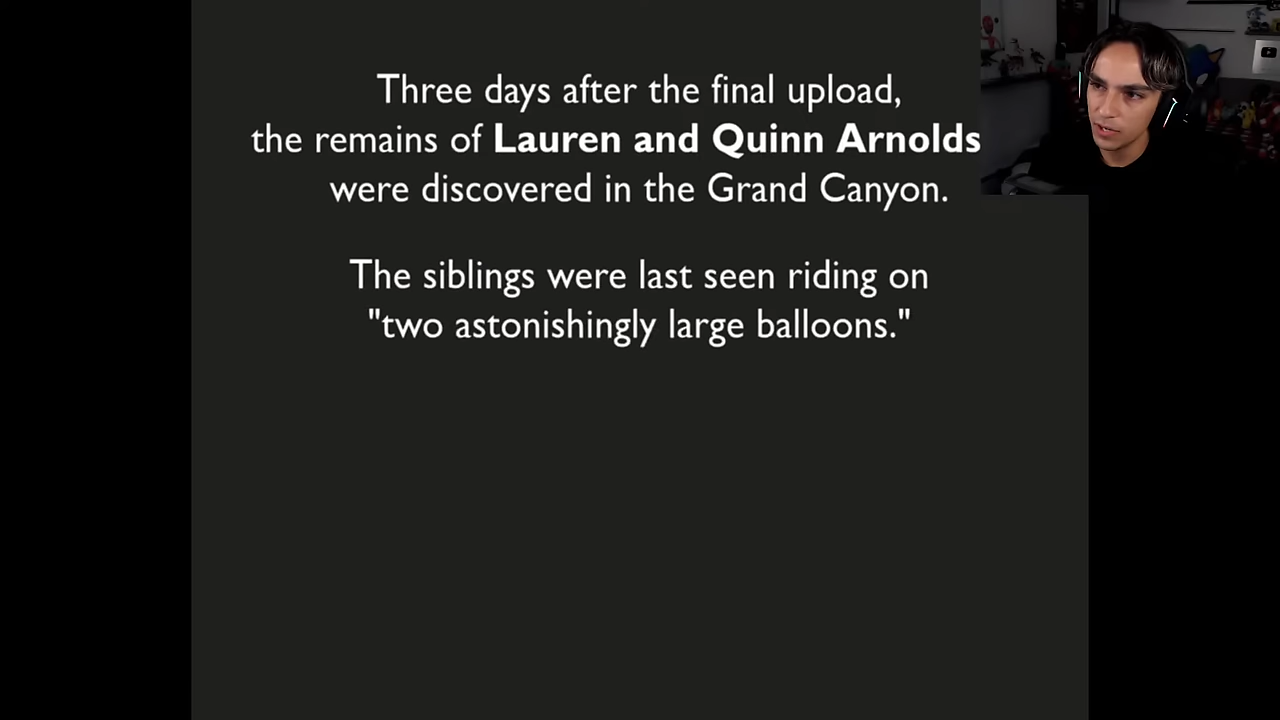 Three days after the final upload,
the remains of Lauren and Quinn Arnolds
were discovered in the Grand Canyon.
The siblings were last seen riding on
"two astonishingly large balloons."